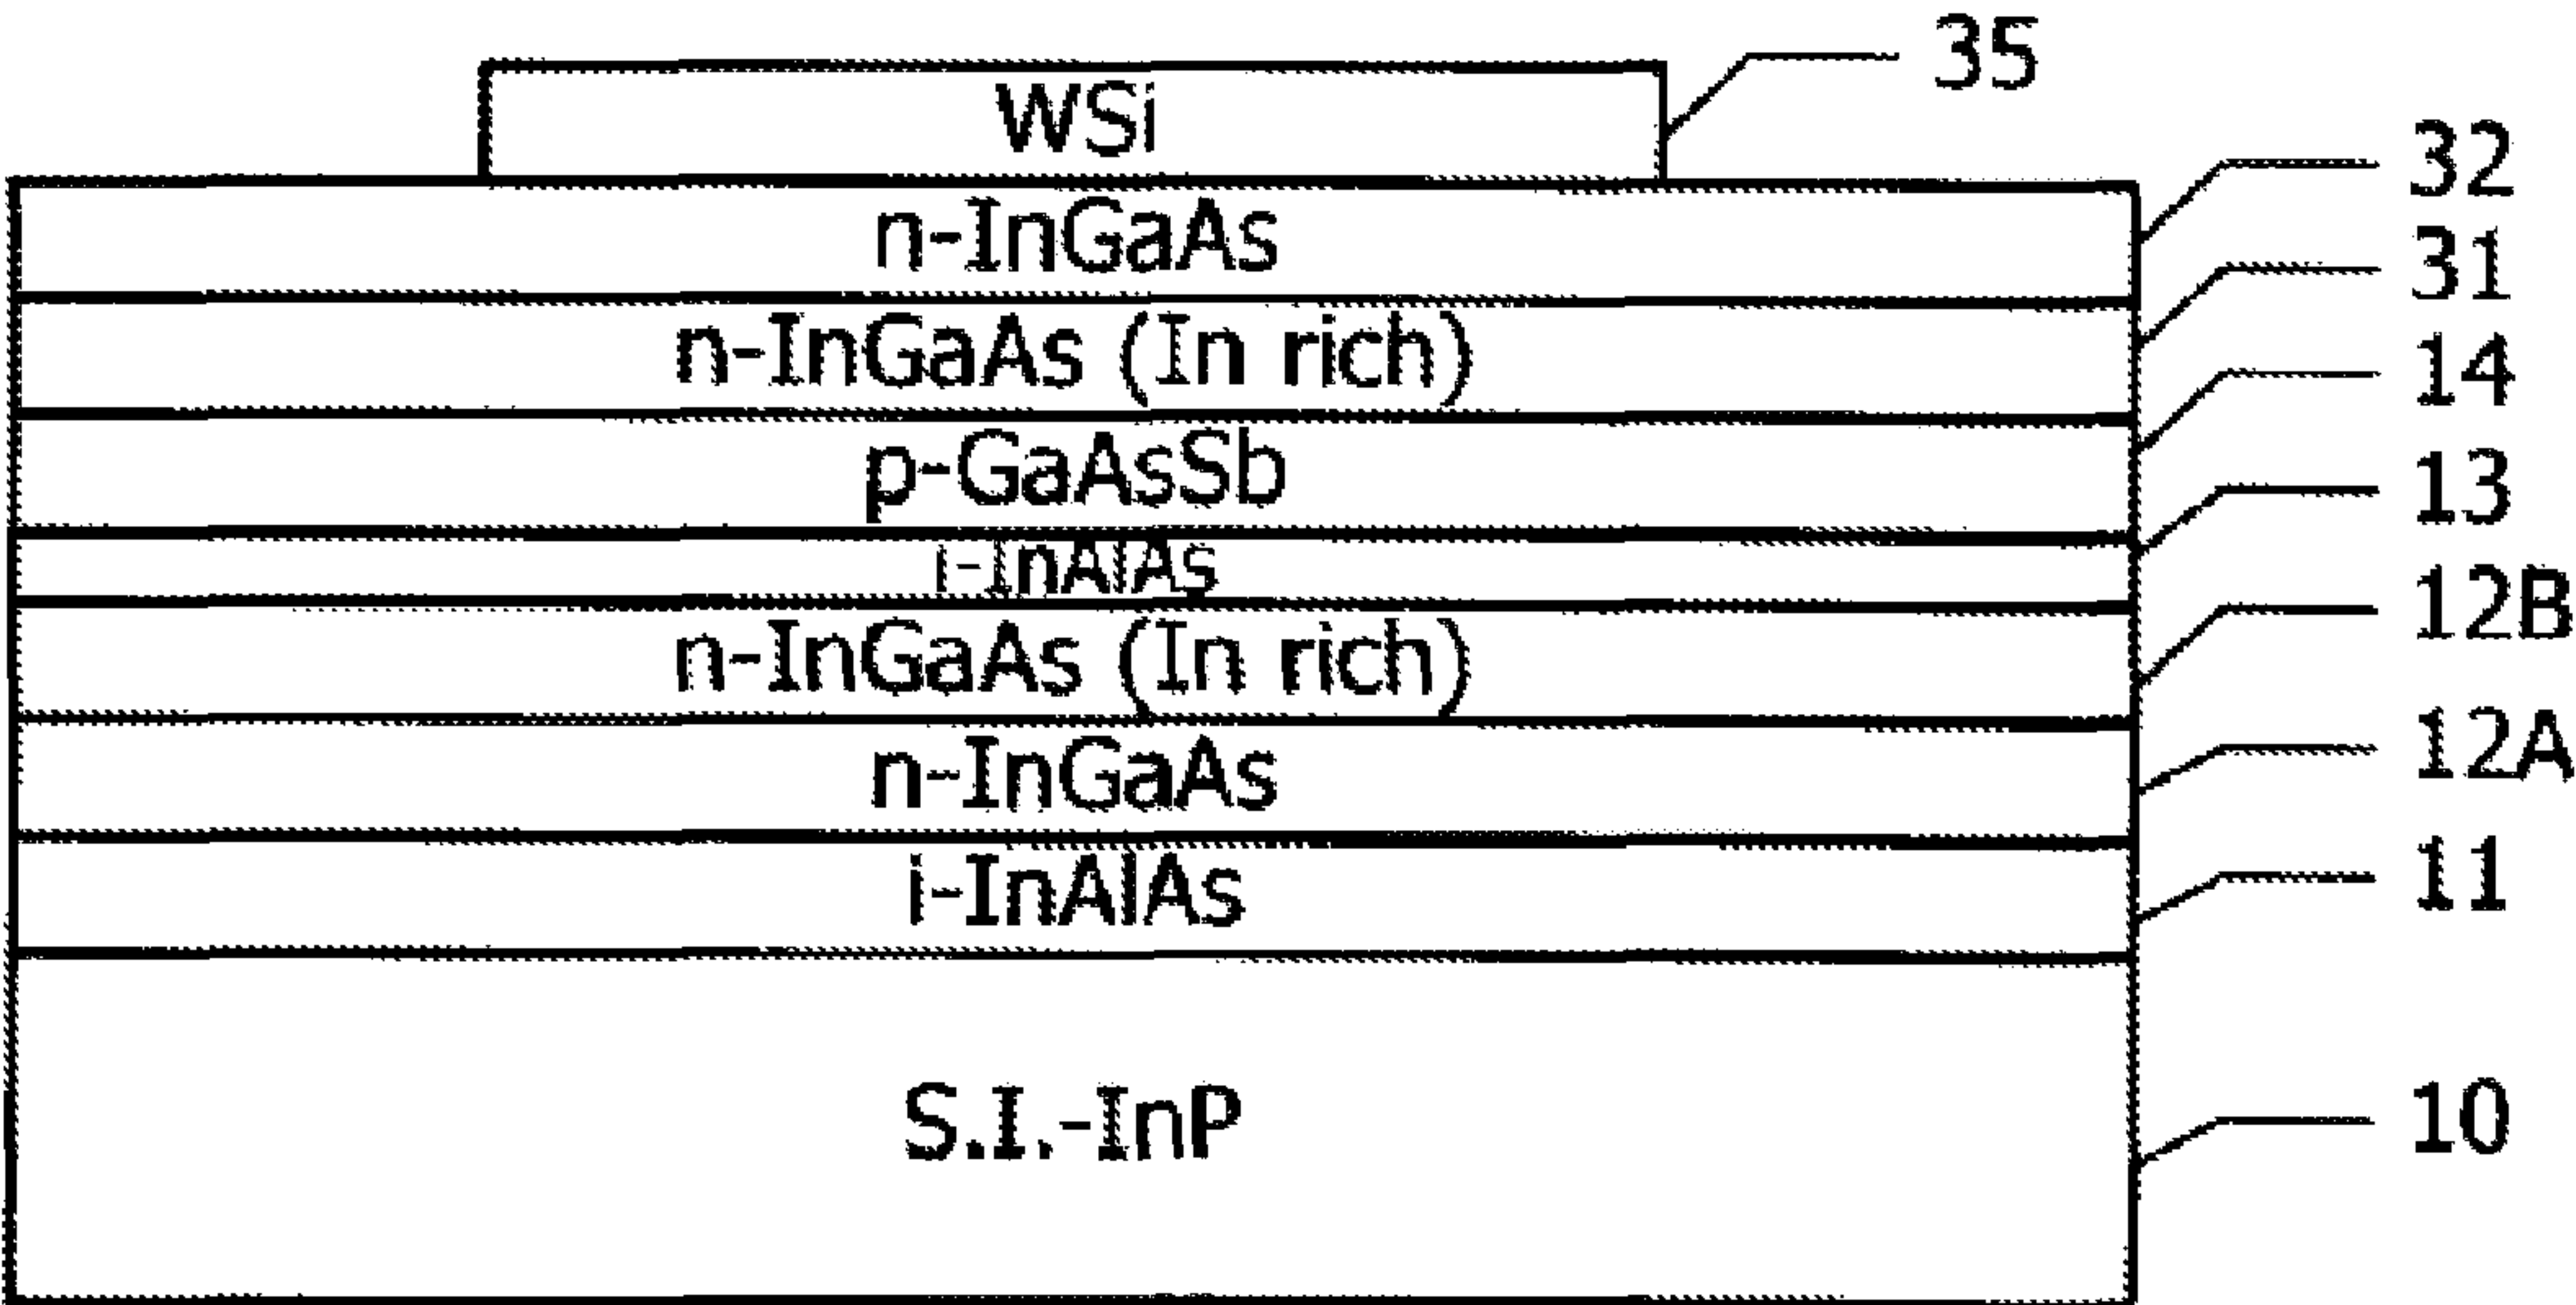 WSi 35
n-InGaAs 32
n-InGaAs (In rich) 31
p-GaAsSb 14
i-InAlAs 13
n-InGaAs (In rich) 12B
n-InGaAs 12A
i-InAlAs 11
S.I.-InP 10